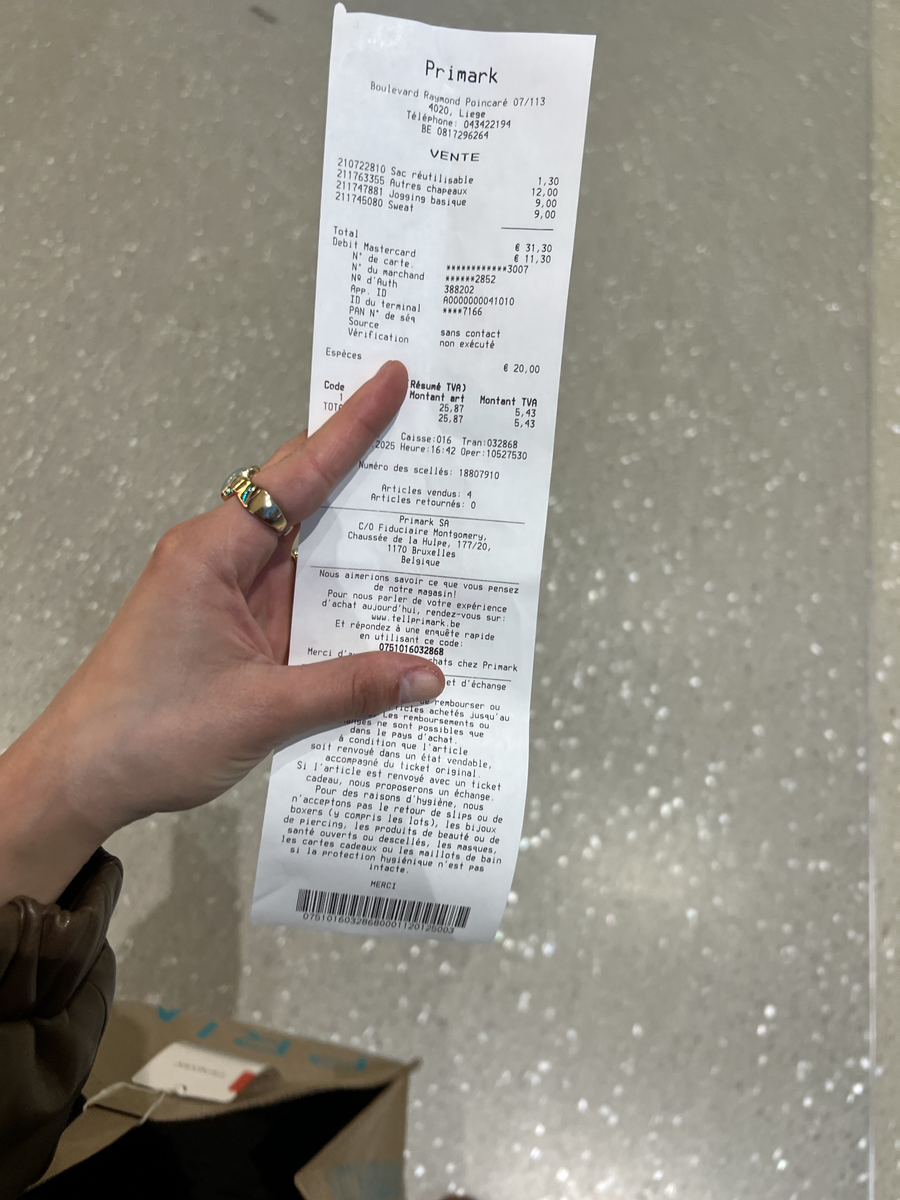 Primark
Boulevard Raymond Poincaré 07/113
4020, Liege
Téléphone: 043422194
BE 0817296264
VENTE
210722810 Sac réutilisable 1,30
211763355 Autres chapeaux 12,00
211747881 Jogging basique 9,00
211745080 Sweat 9,00
Total € 31,30
Debit Mastercard € 11,30
N° de carte. ************3007
N° du marchand ******2852
Nº d'Auth 388202
App. ID A0000000041010
ID du terminal ****7166
PAN N° de séq
Source sans contact
Vérification non exécuté
Espèces € 20,00
(Résumé TVA)
Code Montant art Montant TVA
1 25,87 5,43
25,87 5,43
Caisse:016 Tran:032868
2025 Heure:16:42 Oper:10527530
Numéro des scellés: 18807910
Articles vendus: 4
Articles retournés: 0
Primark SA
C/O Fiduciaire Montgomery,
Chaussée de la Hulpe, 177/20,
1170 Bruxelles
Belgique
Nous aimerions savoir ce que vous pensez
de notre magasin!
Pour nous parler de votre expérience
d'achat aujourd'hui, rendez-vous sur:
www.tellprimark.be
Et répondez à une enquête rapide
en utilisant ce code:
0751016032868
Merci chez Primark
et d'échange
rembourser ou
achetés jusqu'au
Les remboursements ou
ne sont possibles que
dans le pays d'achat.
à condition que l'article
soit renvoyé dans un état vendable,
accompagné du ticket original.
Si l'article est renvoyé avec un ticket
cadeau, nous proposerons un échange.
Pour des raisons d'hygiène, nous
n'acceptons pas le retour de slips ou de
boxers (y compris les lots), les bijoux
de piercing, les produits de beauté ou de
santé ouverts ou descellés, les masques,
les cartes cadeaux ou les maillots de bain
si la protection hygiénique n'est pas
intacte.
MERCI